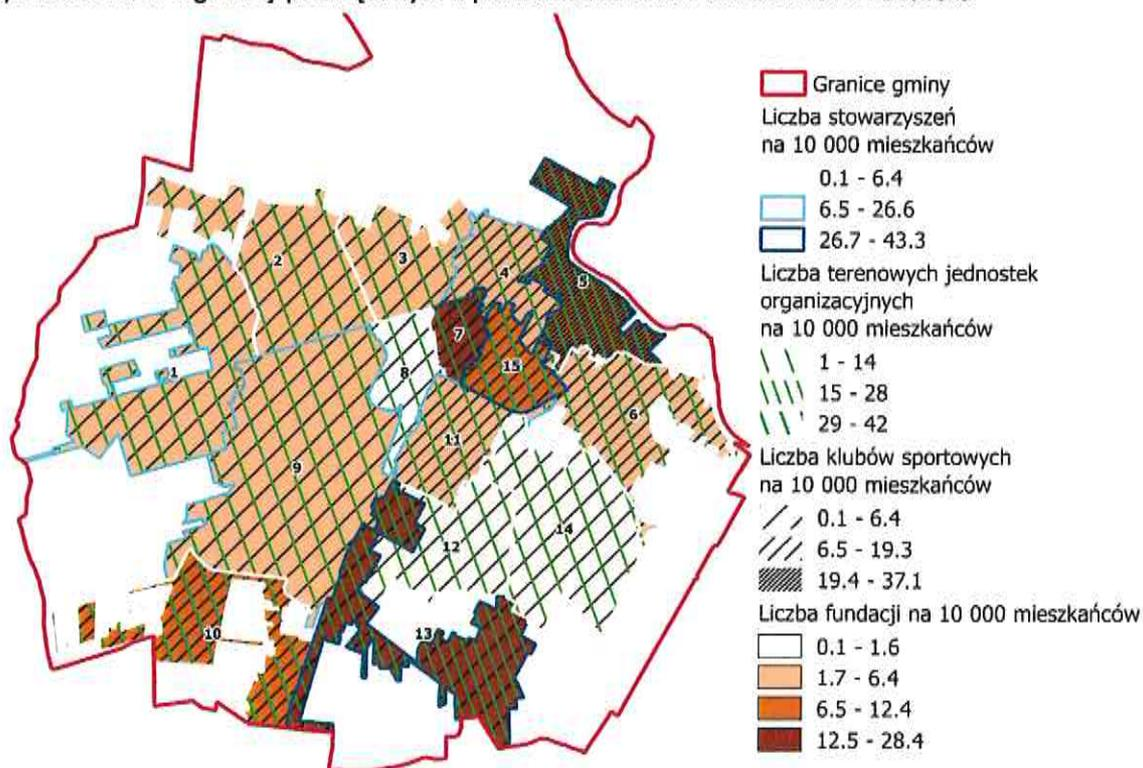 Granice gminy
Liczba stowarzyszeń
na 10 000 mieszkańców
0.1 - 6.4
6.5 - 26.6
26.7 - 43.3
Liczba terenowych jednostek
organizacyjnych
na 10 000 mieszkańców
1 - 14
15 - 28
29 - 42
Liczba klubów sportowych
na 10 000 mieszkańców
0.1 - 6.4
6.5 - 19.3
19.4 - 37.1
Liczba fundacji na 10 000 mieszkańców
0.1 - 1.6
1.7 - 6.4
6.5 - 12.4
12.5 - 28.4
2
3
4
5
7
15
8
1
6
11
9
14
12
10
13